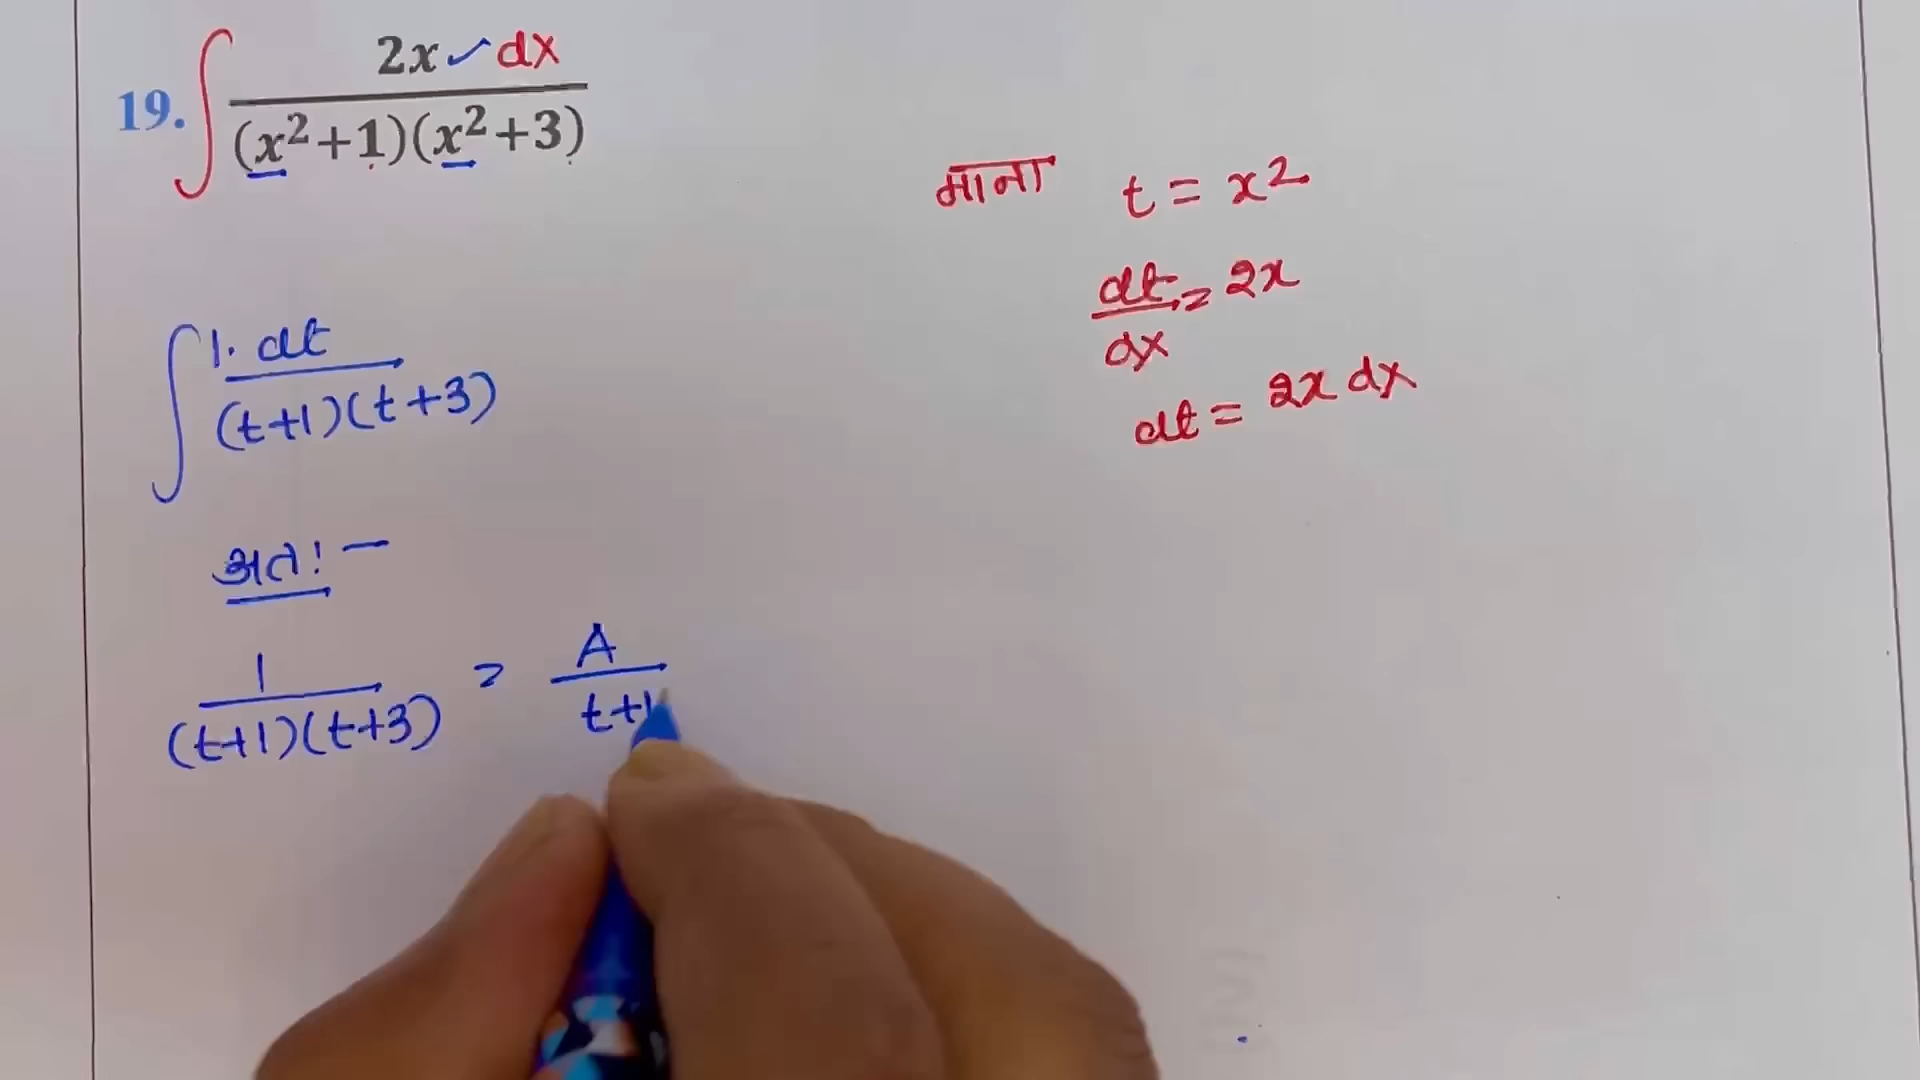 19. ∫ 2x dx
(x²+1)(x²+3)
माना t = x²
dt/dx = 2x
dt = 2x dx
∫ 1. dt
(t+1)(t+3)
अत: —
1 = A
(t+1)(t+3) t+1